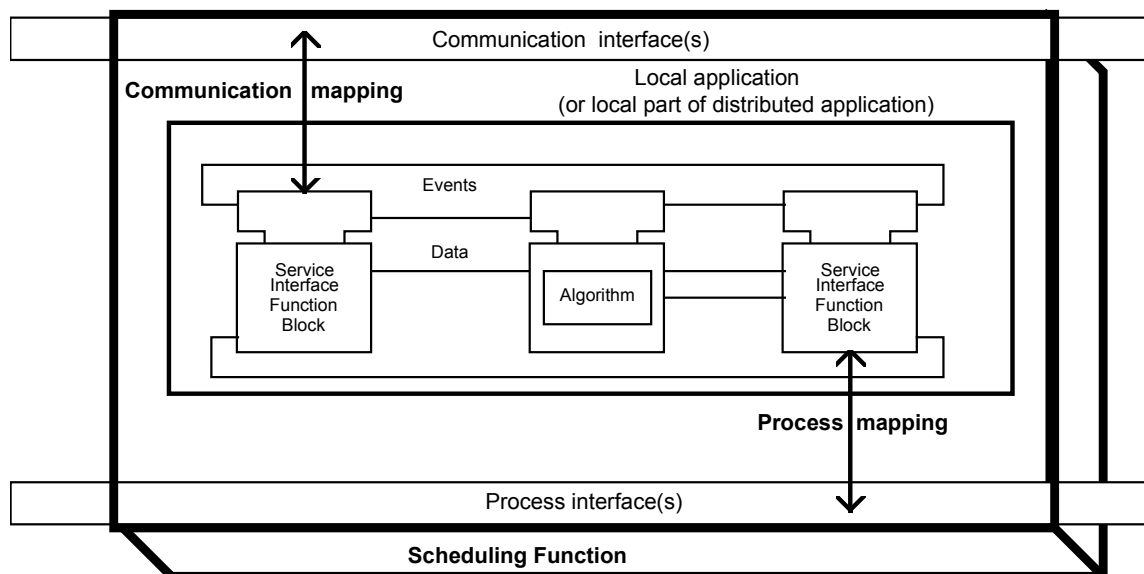 Communication interface(s)
Local application
(or local part of distributed application)
Communication mapping
Events
Data
Service
Interface
Function
Block
Algorithm
Service
Interface
Function
Block
Process mapping
Process interface(s)
Scheduling Function